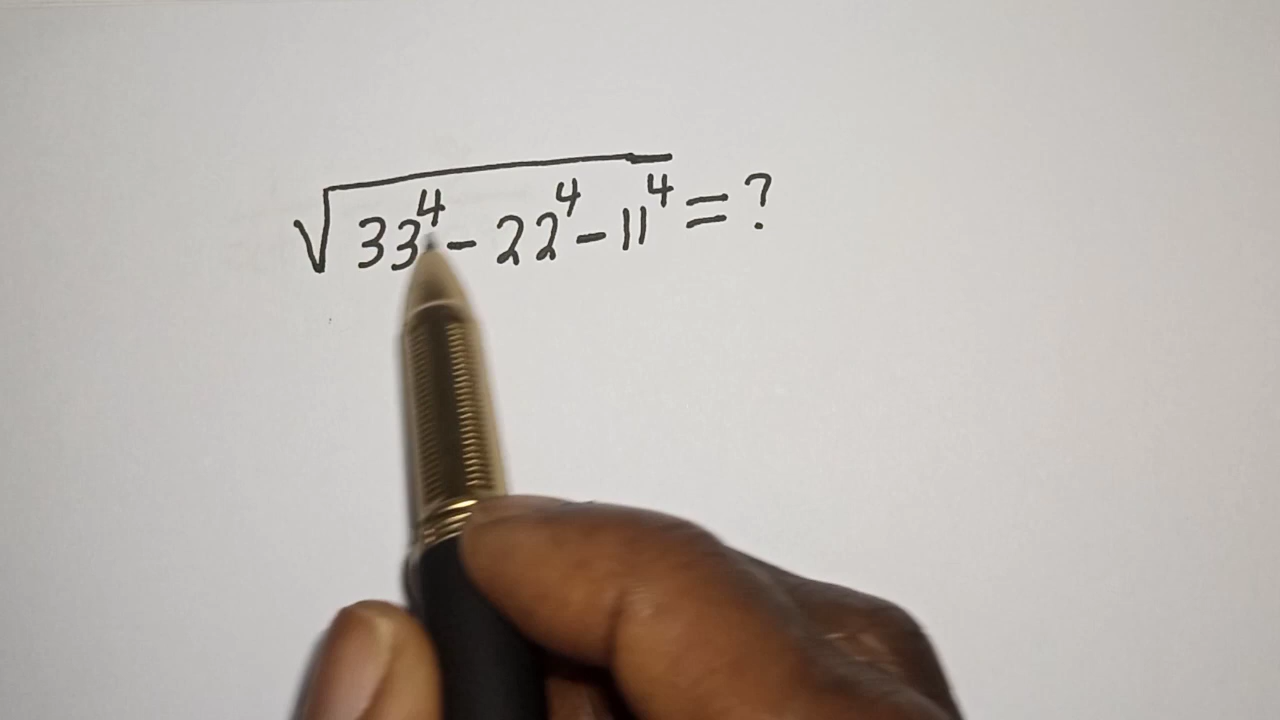 √33⁴ - 22⁴ - 11⁴ = ?